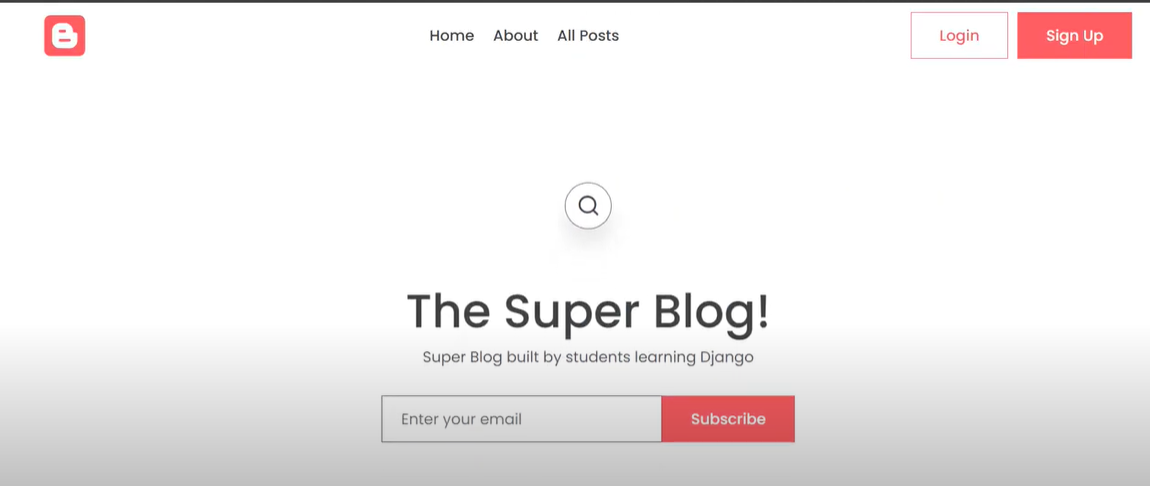 Home About All Posts Login Sign Up
The Super Blog!
Super Blog built by students learning Django
Enter your email Subscribe